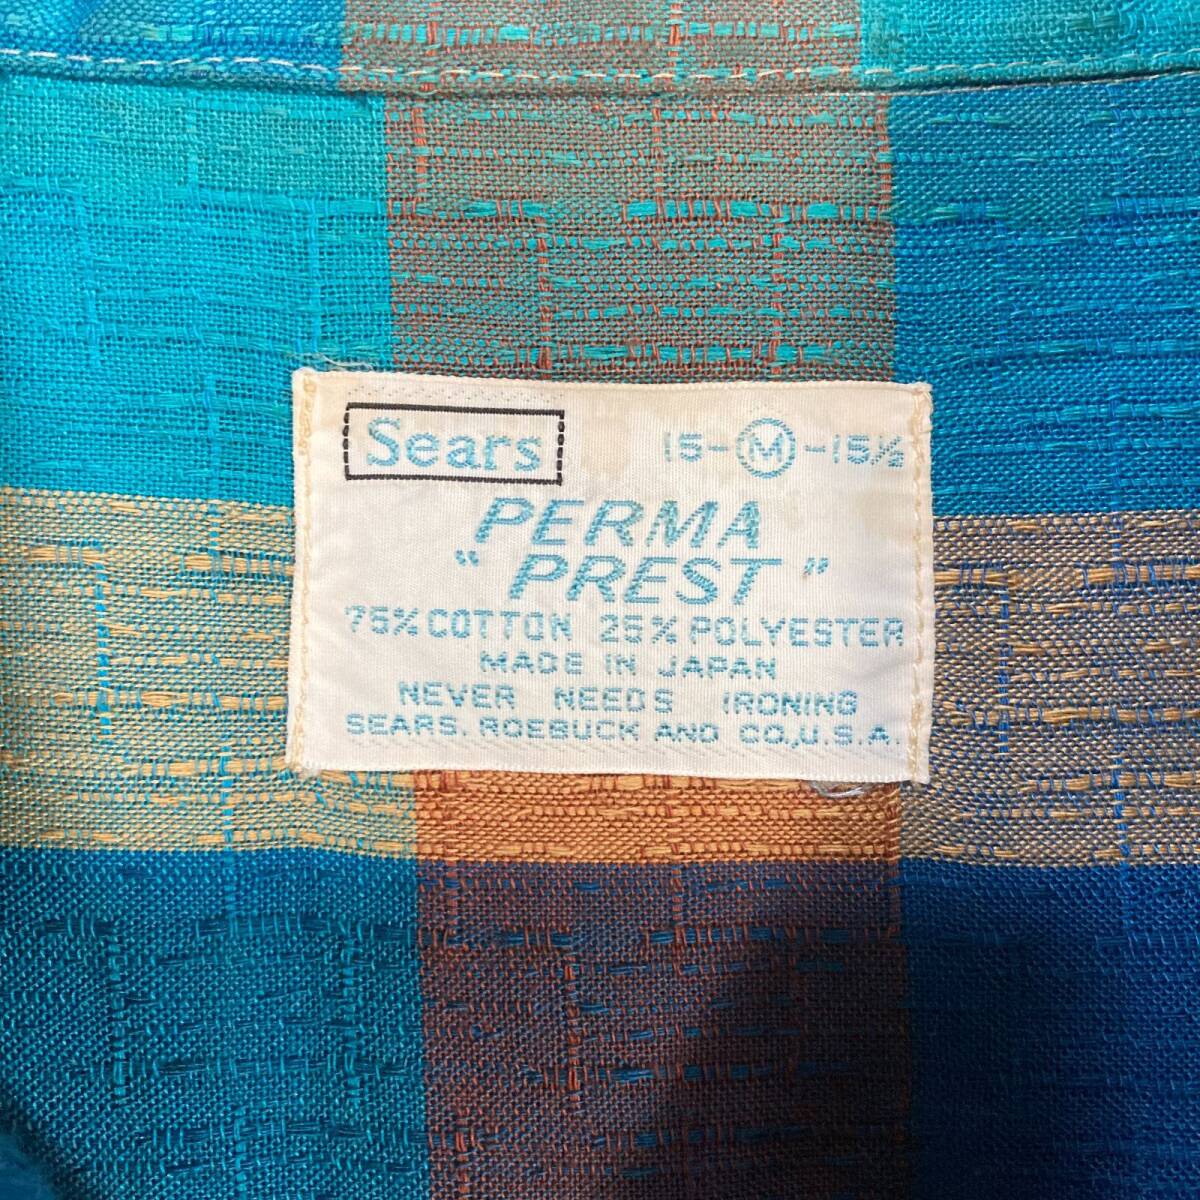 Sears 15-M-15½
PERMA
"PREST"
75% COTTON 25% POLYESTER
MADE IN JAPAN
NEVER NEEDS IRONING
SEARS, ROEBUCK AND CO., U.S.A.